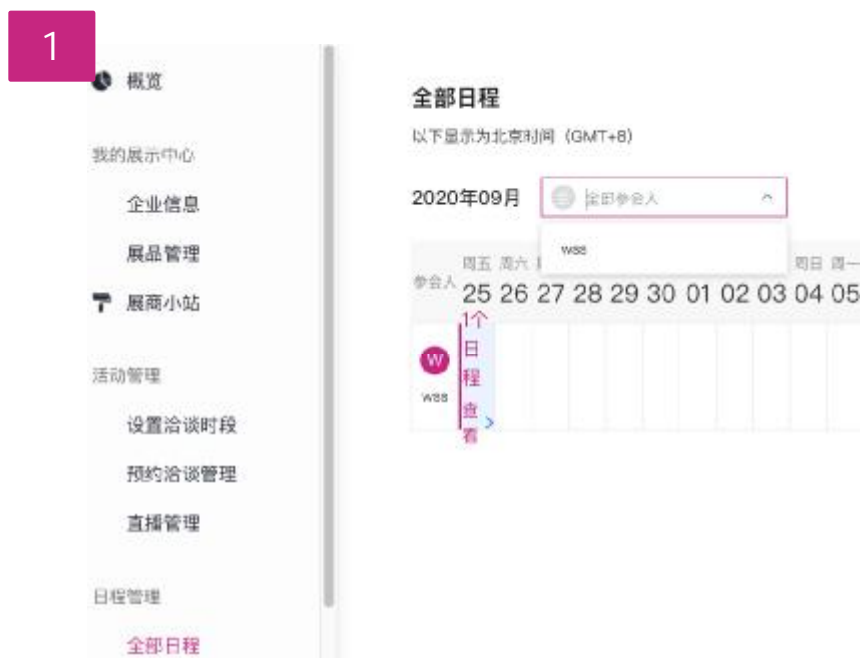 1
概览
我的展示中心
企业信息
展品管理
展商小站
活动管理
设置洽谈时段
预约洽谈管理
直播管理
日程管理
全部日程
全部日程
以下显示为北京时间（GMT+8）
2020年09月
全部参会人
参会人
周五 周六
周日 周一
25 26 27 28 29 30 01 02 03 04 05
W
1个
日
程
查
看